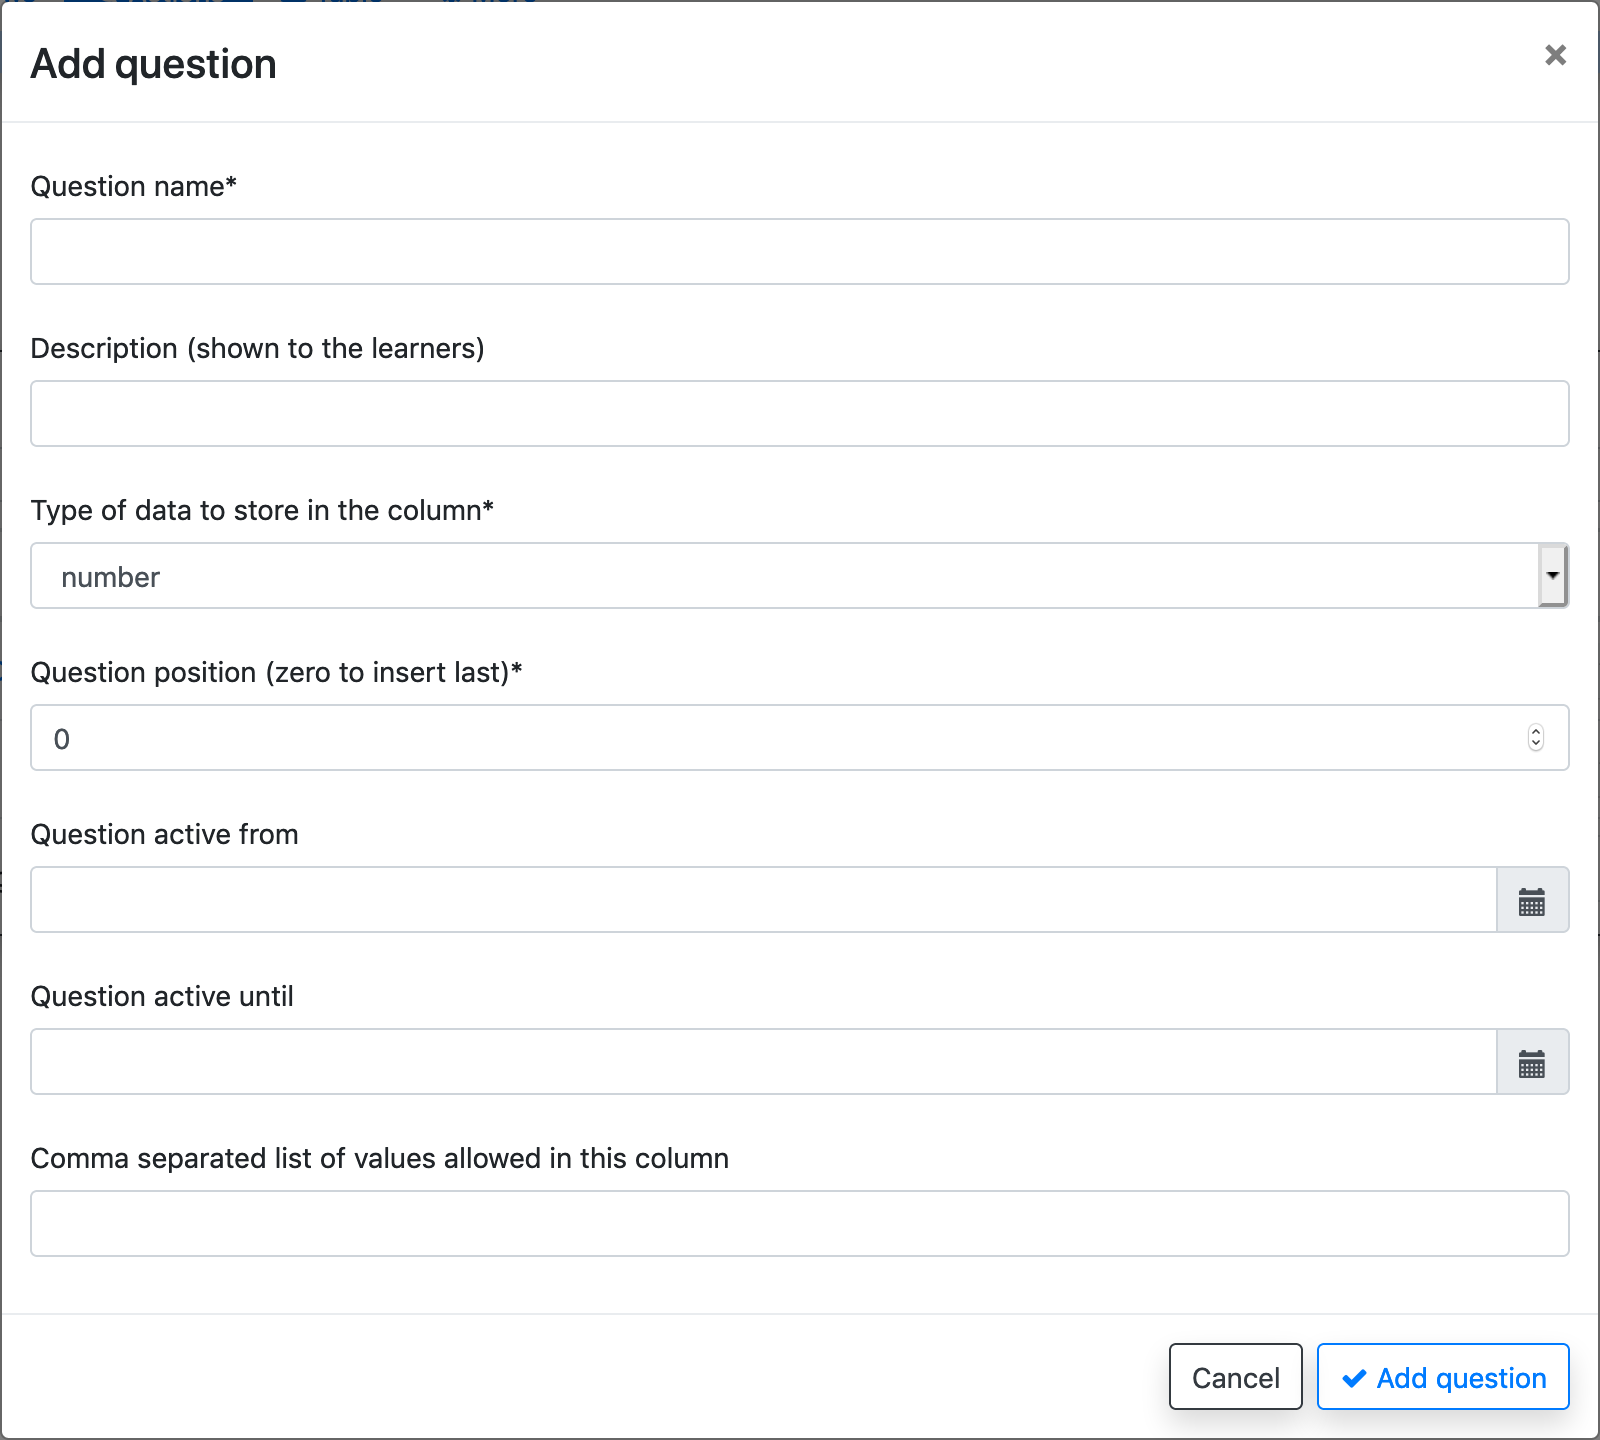 Add question
Question name*
Description (shown to the learners)
Type of data to store in the column*
number
Question position (zero to insert last)*
0
Question active from
Question active until
Comma separated list of values allowed in this column
Cancel
Add question